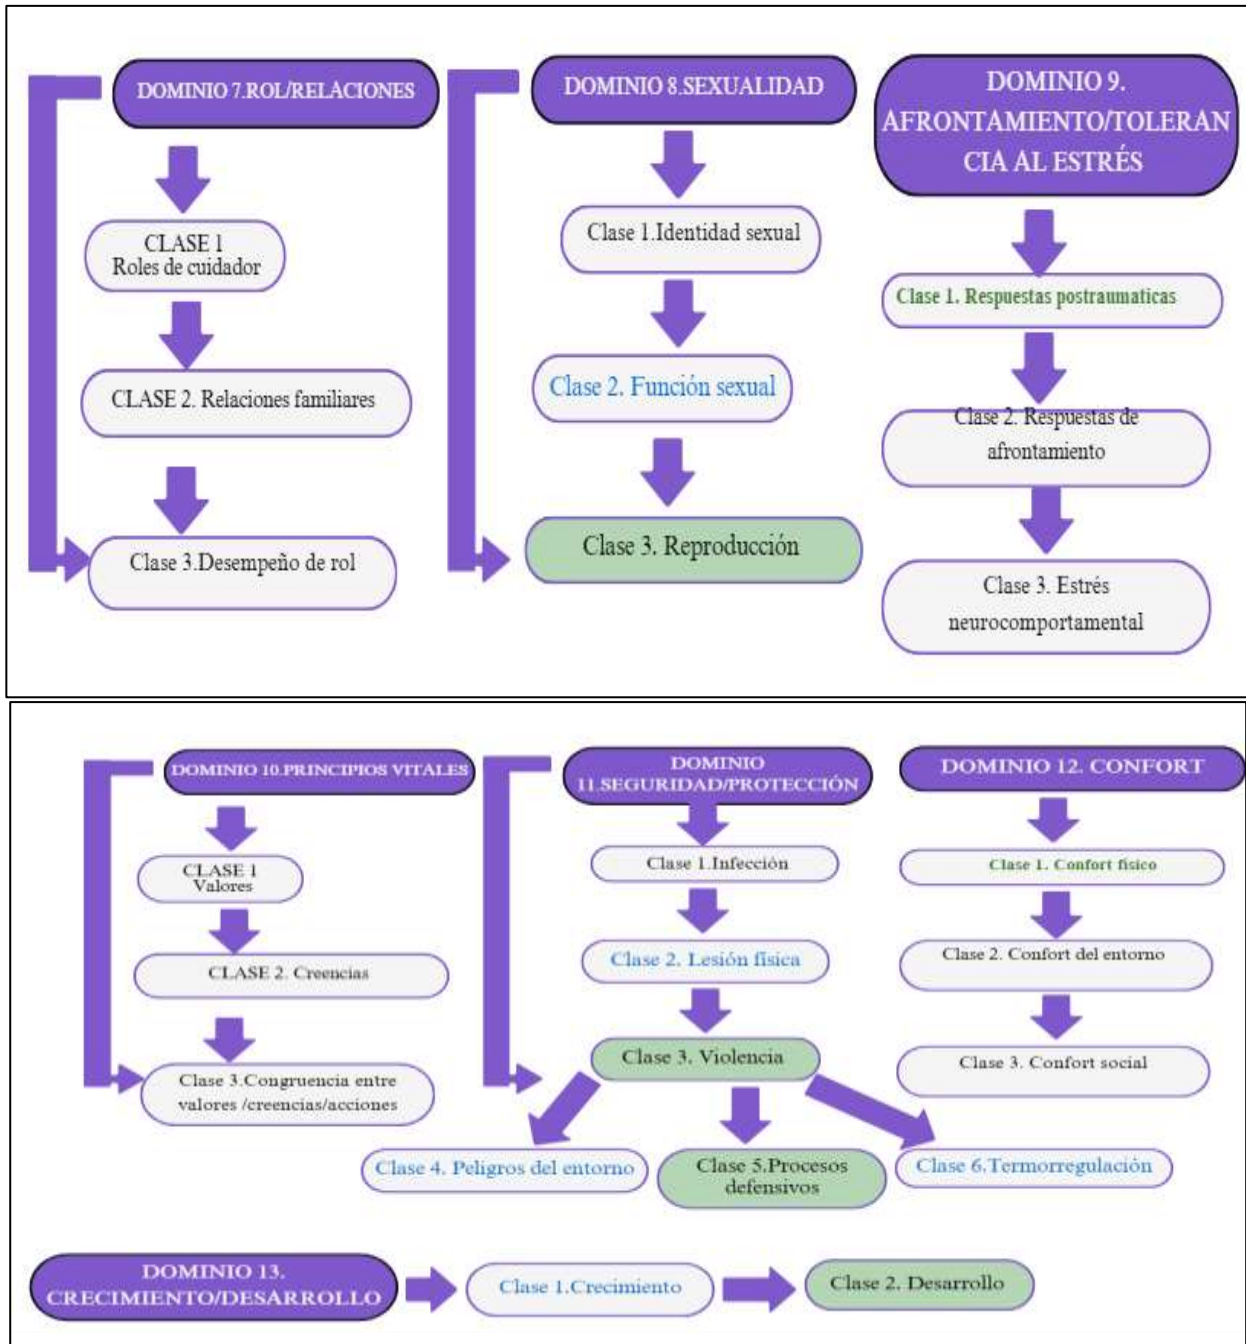 DOMINIO 7.ROL/RELACIONES
CLASE 1
Roles de cuidador
CLASE 2. Relaciones familiares
Clase 3.Desempeño de rol
DOMINIO 8.SEXUALIDAD
Clase 1.Identidad sexual
Clase 2. Función sexual
Clase 3. Reproducción
DOMINIO 9.
AFRONTAMIENTO/TOLERAN
CIA AL ESTRÉS
Clase 1. Respuestas postraumaticas
Clase 2. Respuestas de
afrontamiento
Clase 3. Estrés
neurocomportamental
DOMINIO 10.PRINCIPIOS VITALES
CLASE 1
Valores
CLASE 2. Creencias
Clase 3.Congruencia entre
valores /creencias/acciones
DOMINIO
11.SEGURIDAD/PROTECCIÓN
Clase 1.Infección
Clase 2. Lesión física
Clase 3. Violencia
Clase 4. Peligros del entorno
Clase 5.Procesos
defensivos
Clase 6.Termorregulación
DOMINIO 12. CONFORT
Clase 1. Confort físico
Clase 2. Confort del entorno
Clase 3. Confort social
DOMINIO 13.
CRECIMIENTO/DESARROLLO
Clase 1.Crecimiento
Clase 2. Desarrollo